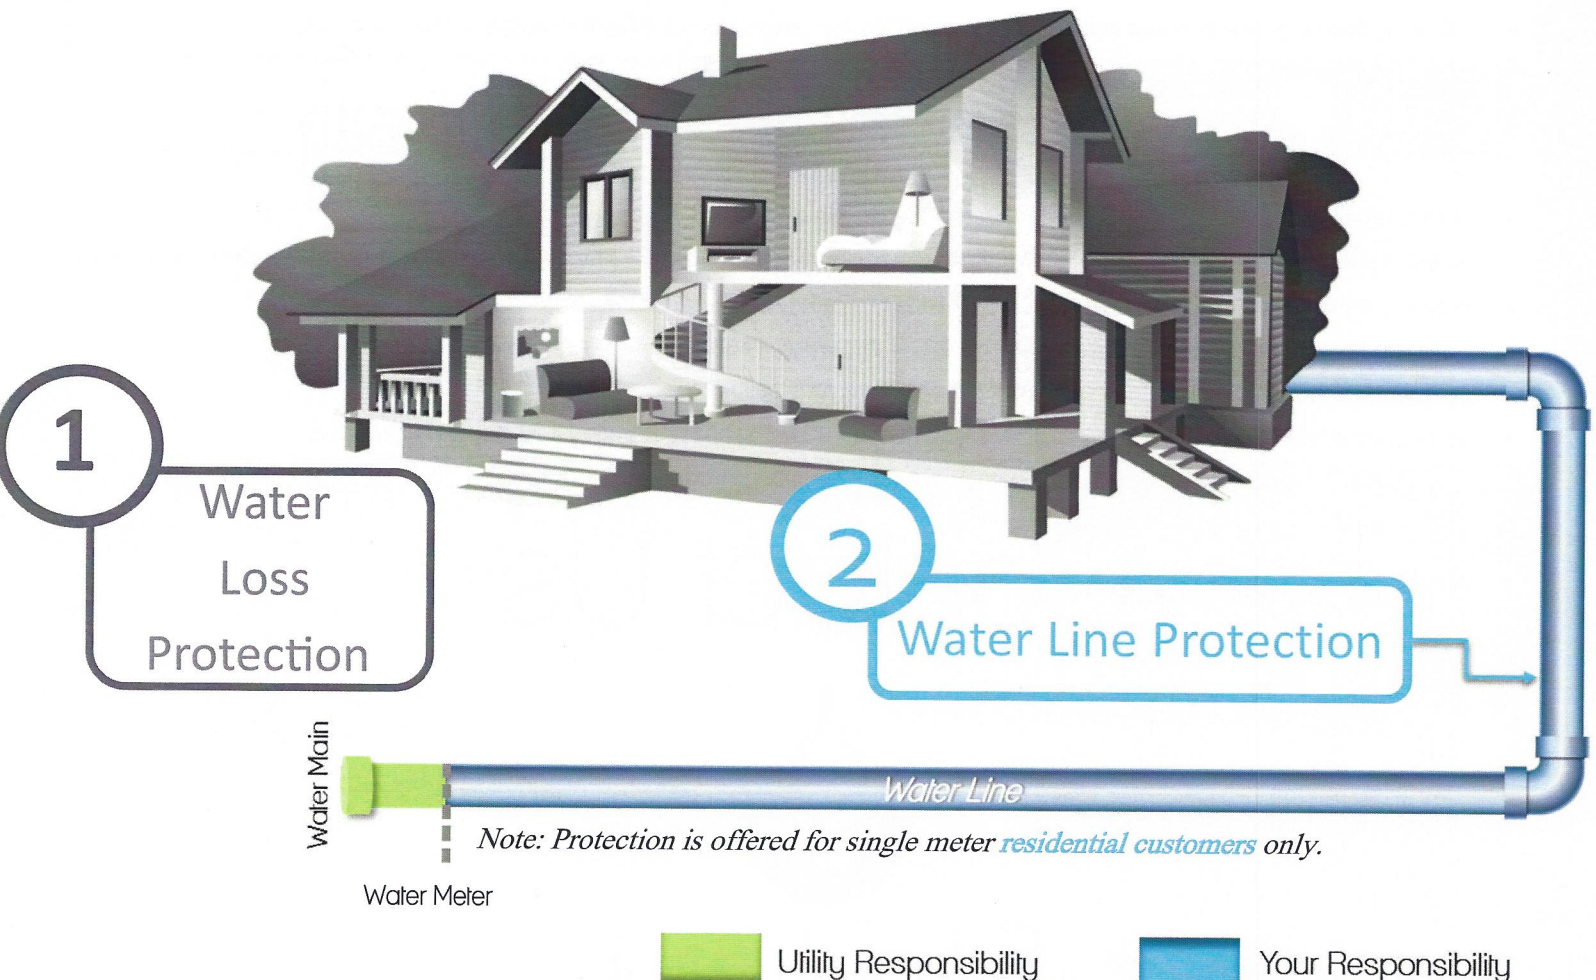 1
Water
Loss
Protection
2
Water Line Protection
Water Main
Water Line
Note: Protection is offered for single meter residential customers only.
Water Meter
Utility Responsibility
Your Responsibility